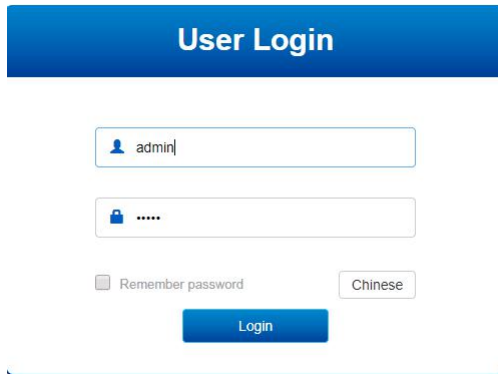 User Login
admin
•••••
Remember password
Chinese
Login